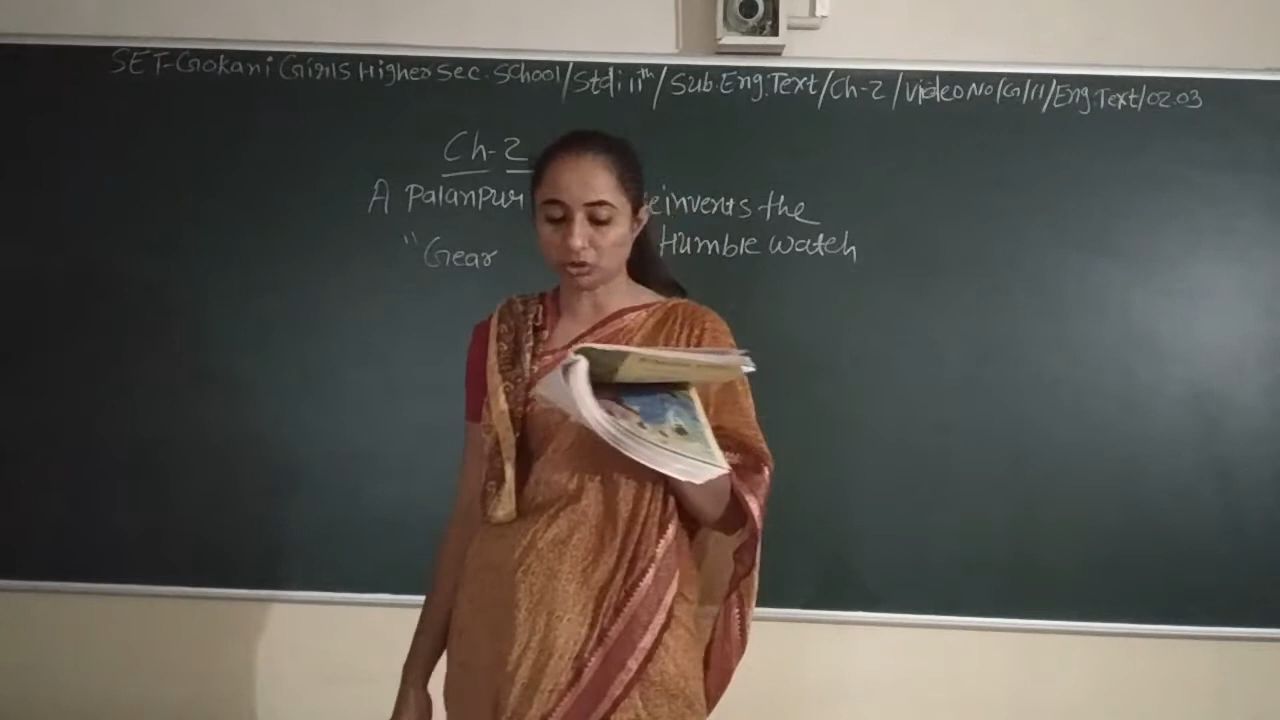 SET-Gokani Girls Higher Sec. School/Std:11th/Sub.Eng.Text/Ch-2/Video No/G/11/Eng.Text/02.03
Ch-2
A Palanpur einvents the
"Gear Humble Watch